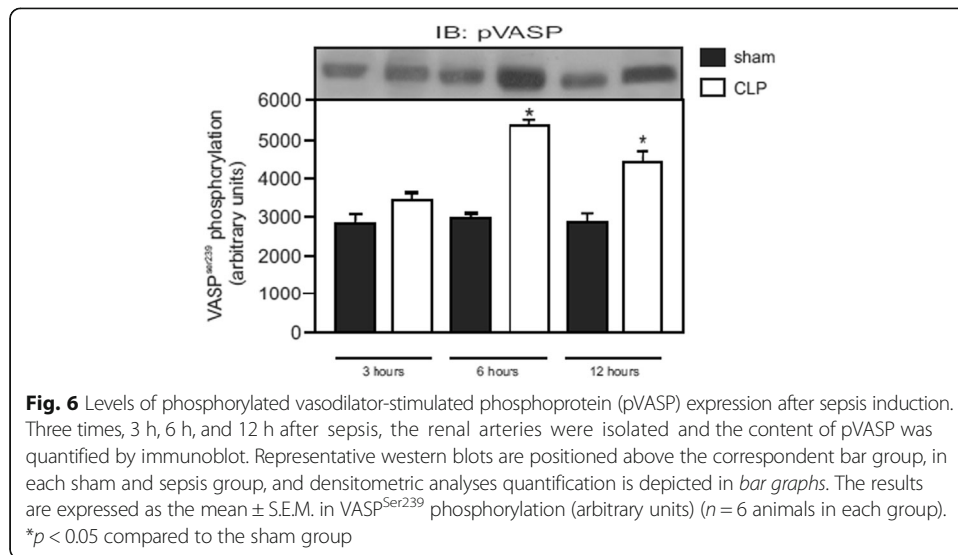 IB: pVASP
sham
CLP
VASPser239 phosphorylation
(arbitrary units)
6000
5000
4000
3000
2000
1000
0
*
*
3 hours
6 hours
12 hours
Fig. 6 Levels of phosphorylated vasodilator-stimulated phosphoprotein (pVASP) expression after sepsis induction.
Three times, 3 h, 6 h, and 12 h after sepsis, the renal arteries were isolated and the content of pVASP was
quantified by immunoblot. Representative western blots are positioned above the correspondent bar group, in
each sham and sepsis group, and densitometric analyses quantification is depicted in bar graphs. The results
are expressed as the mean ± S.E.M. in VASPSer239 phosphorylation (arbitrary units) (n = 6 animals in each group).
*p < 0.05 compared to the sham group